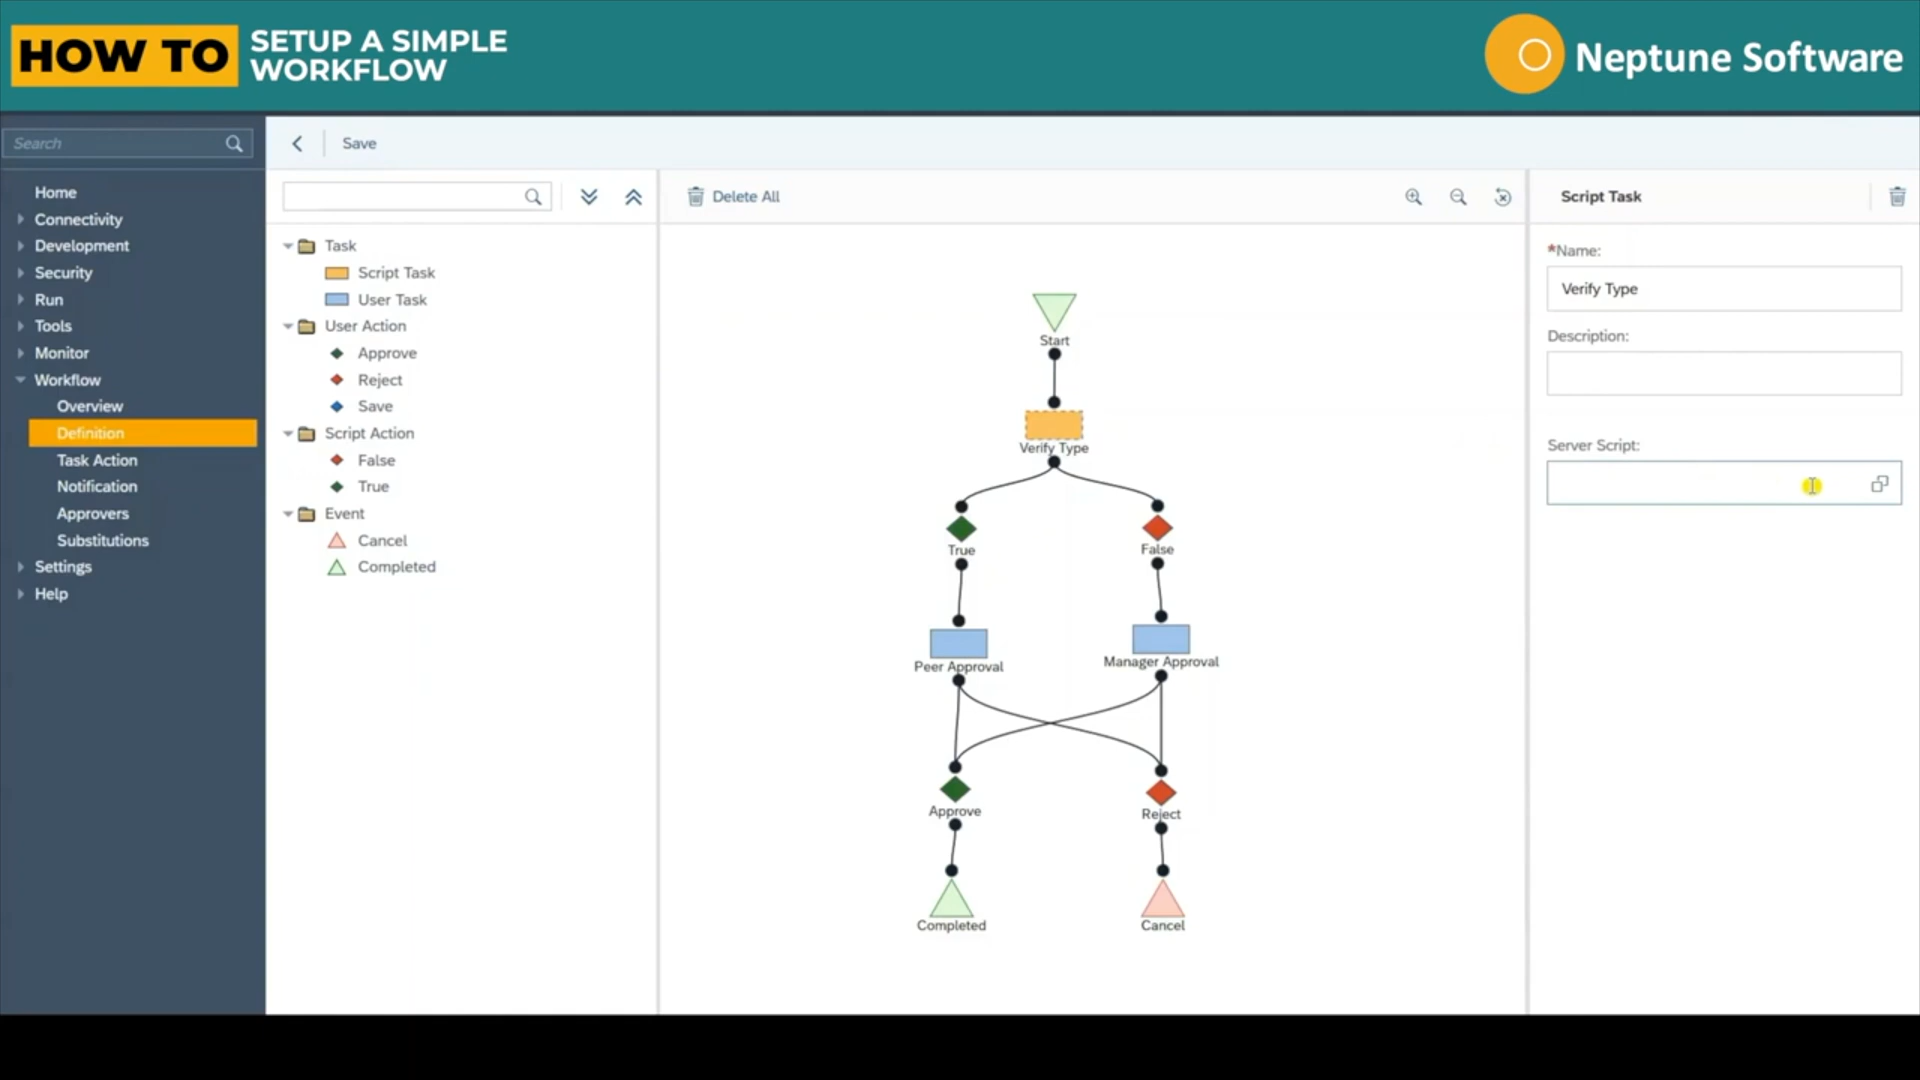 HOW TO
SETUP A SIMPLE
WORKFLOW
Neptune Software
Search
Home
Connectivity
Development
Security
Run
Tools
Monitor
Workflow
Overview
Definition
Task Action
Notification
Approvers
Substitutions
Settings
Help
Save
Task
Script Task
User Task
User Action
Approve
Reject
Save
Script Action
False
True
Event
Cancel
Completed
Delete All
Start
Verify Type
True
False
Peer Approval
Manager Approval
Approve
Reject
Completed
Cancel
Script Task
*Name:
Verify Type
Description:
Server Script: